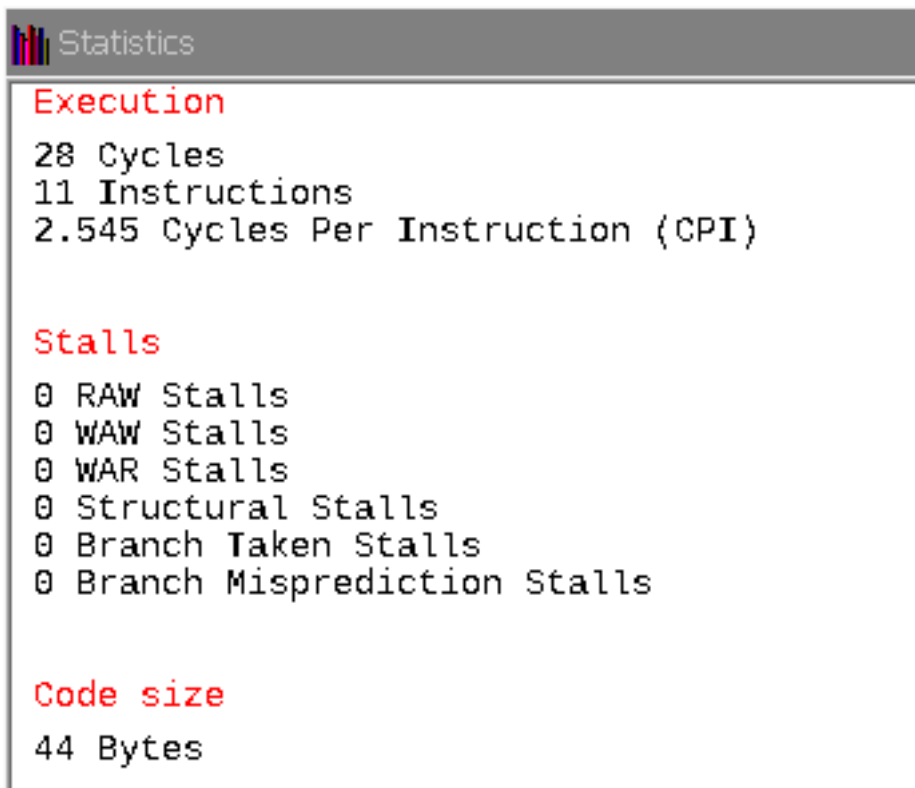 Statistics
Execution
28 Cycles
11 Instructions
2.545 Cycles Per Instruction (CPI)
Stalls
0 RAW Stalls
0 WAW Stalls
0 WAR Stalls
0 Structural Stalls
0 Branch Taken Stalls
0 Branch Misprediction Stalls
Code size
44 Bytes